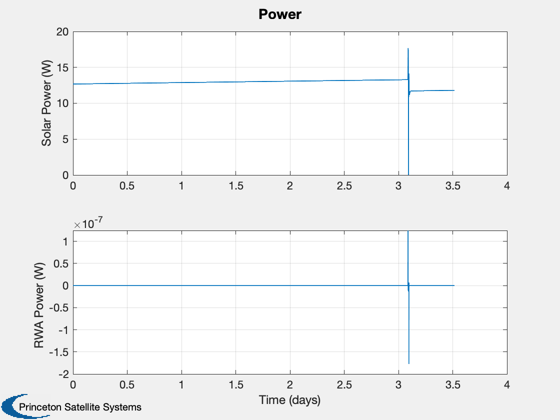 Power
20
15
10
5
0
Solar Power (W)
0 0.5 1 1.5 2 2.5 3 3.5 4
×10-7
1
0.5
0
-0.5
-1
-1.5
-2
RWA Power (W)
0 0.5 1 1.5 2 2.5 3 3.5 4
Time (days)
Princeton Satellite Systems